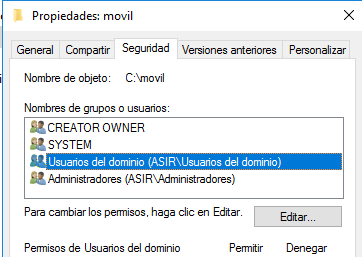 Propiedades: movil
General Compartir Seguridad Versiones anteriores Personalizar
Nombre de objeto: C:\movil
Nombres de grupos o usuarios:
CREATOR OWNER
SYSTEM
Usuarios del dominio (ASIR\Usuarios del dominio)
Administradores (ASIR\Administradores)
Para cambiar los permisos, haga clic en Editar.
Editar...
Permisos de Usuarios del dominio Permitir Denegar